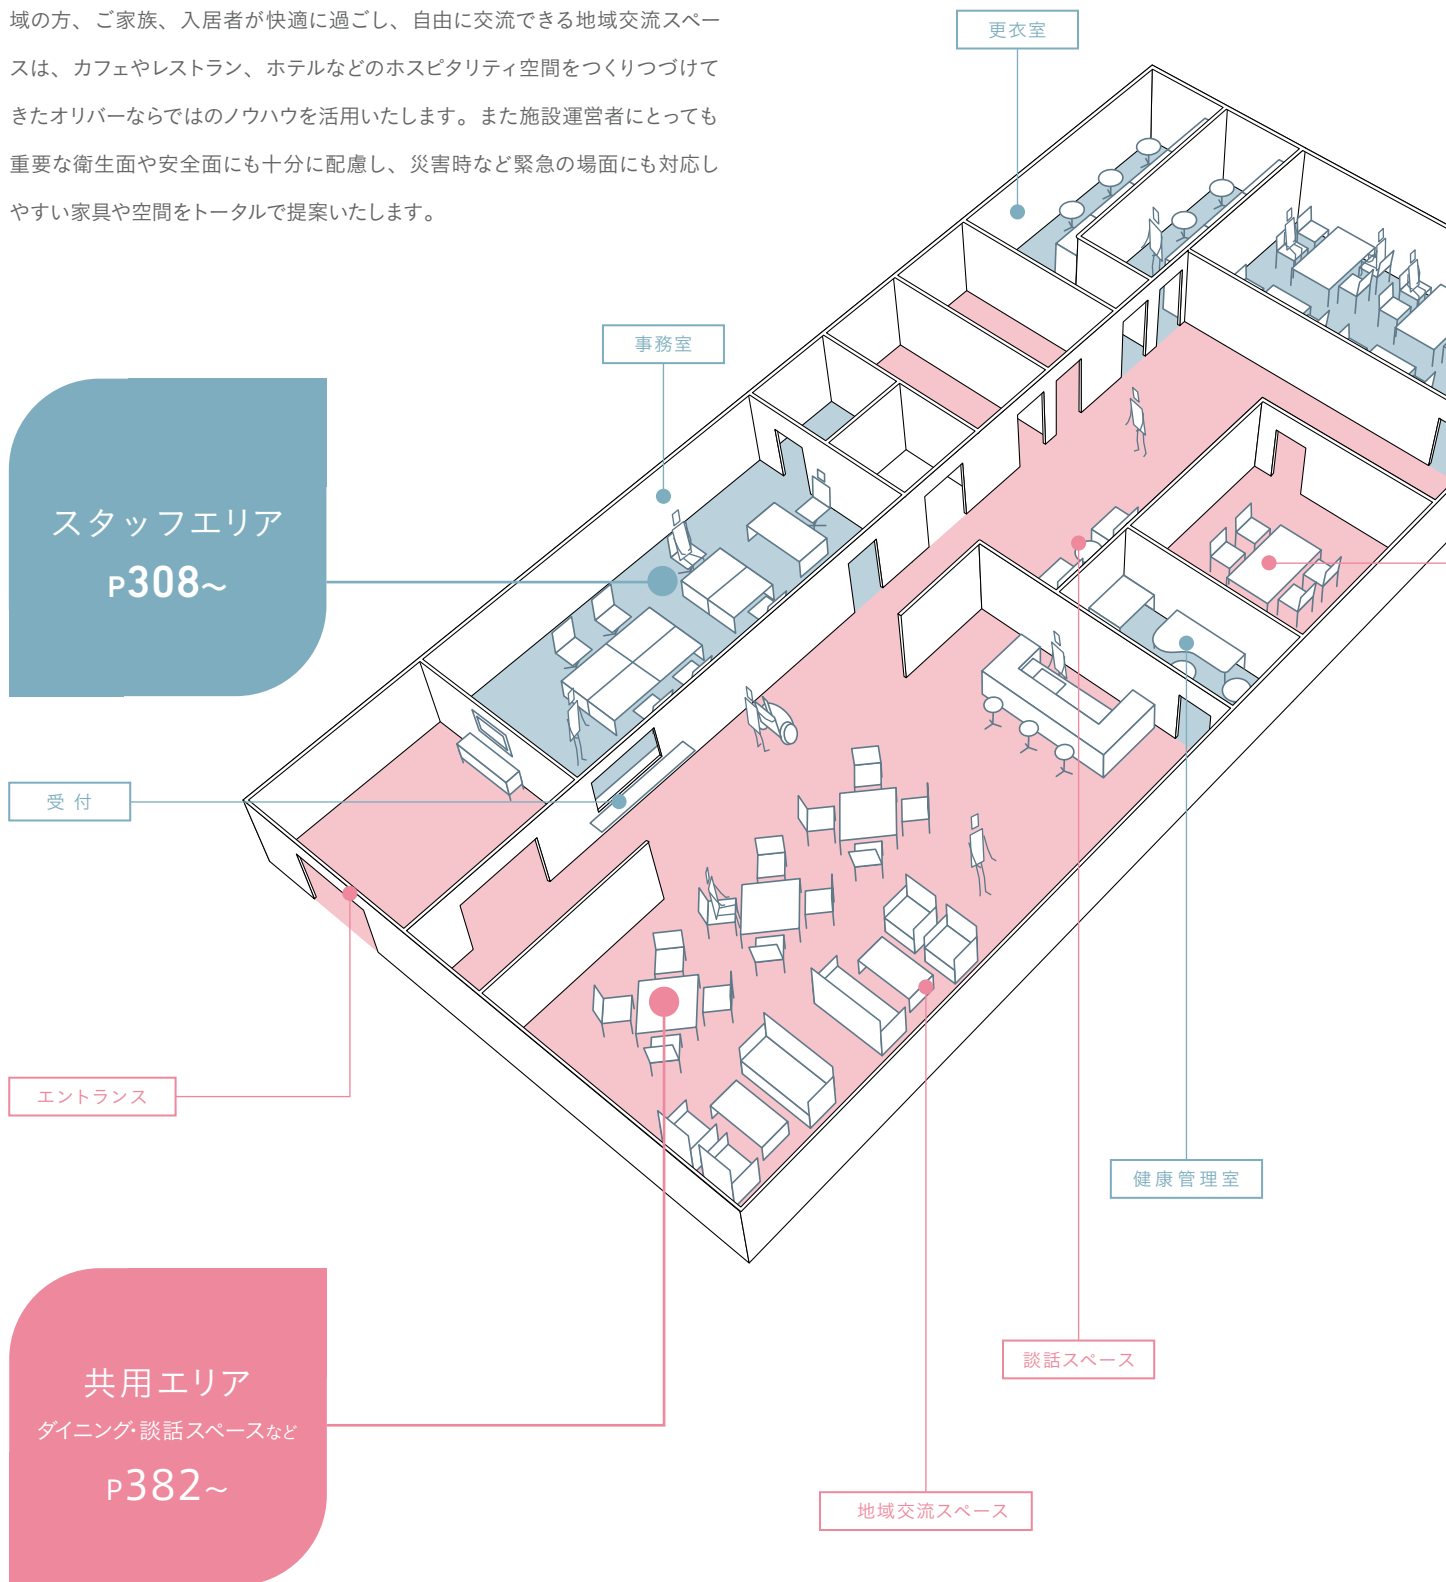 域の方、ご家族、入居者が快適に過ごし、自由に交流できる地域交流スペー
スは、カフェやレストラン、ホテルなどのホスピタリティ空間をつくりつづけて
きたオリバーならではのノウハウを活用いたします。また施設運営者にとっても
重要な衛生面や安全面にも十分に配慮し、災害時など緊急の場面にも対応し
やすい家具や空間をトータルで提案いたします。
更衣室
事務室
スタッフエリア
P308〜
受付
エントランス
健康管理室
談話スペース
共用エリア
ダイニング・談話スペースなど
P382〜
地域交流スペース